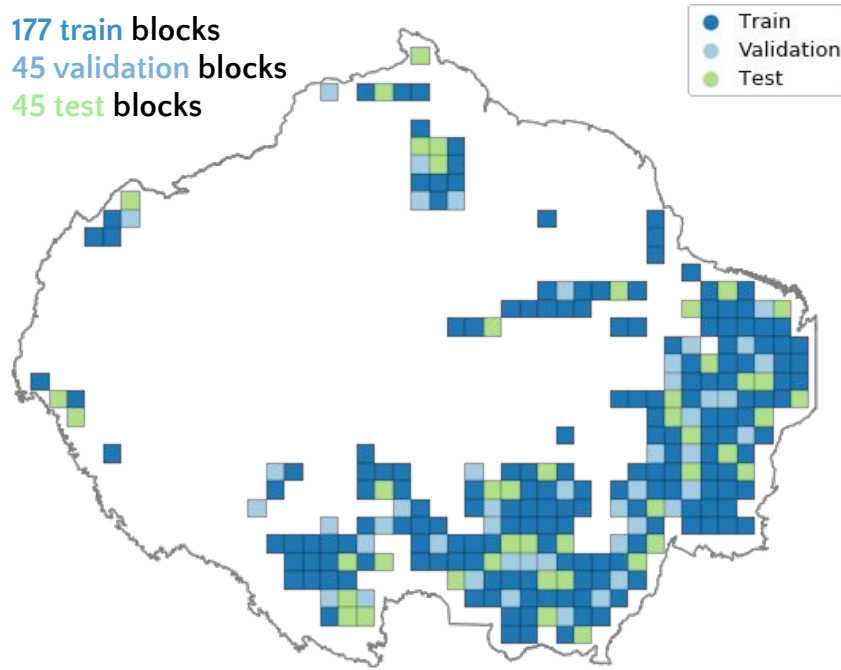 177 train blocks
45 validation blocks
45 test blocks
Train
Validation
Test